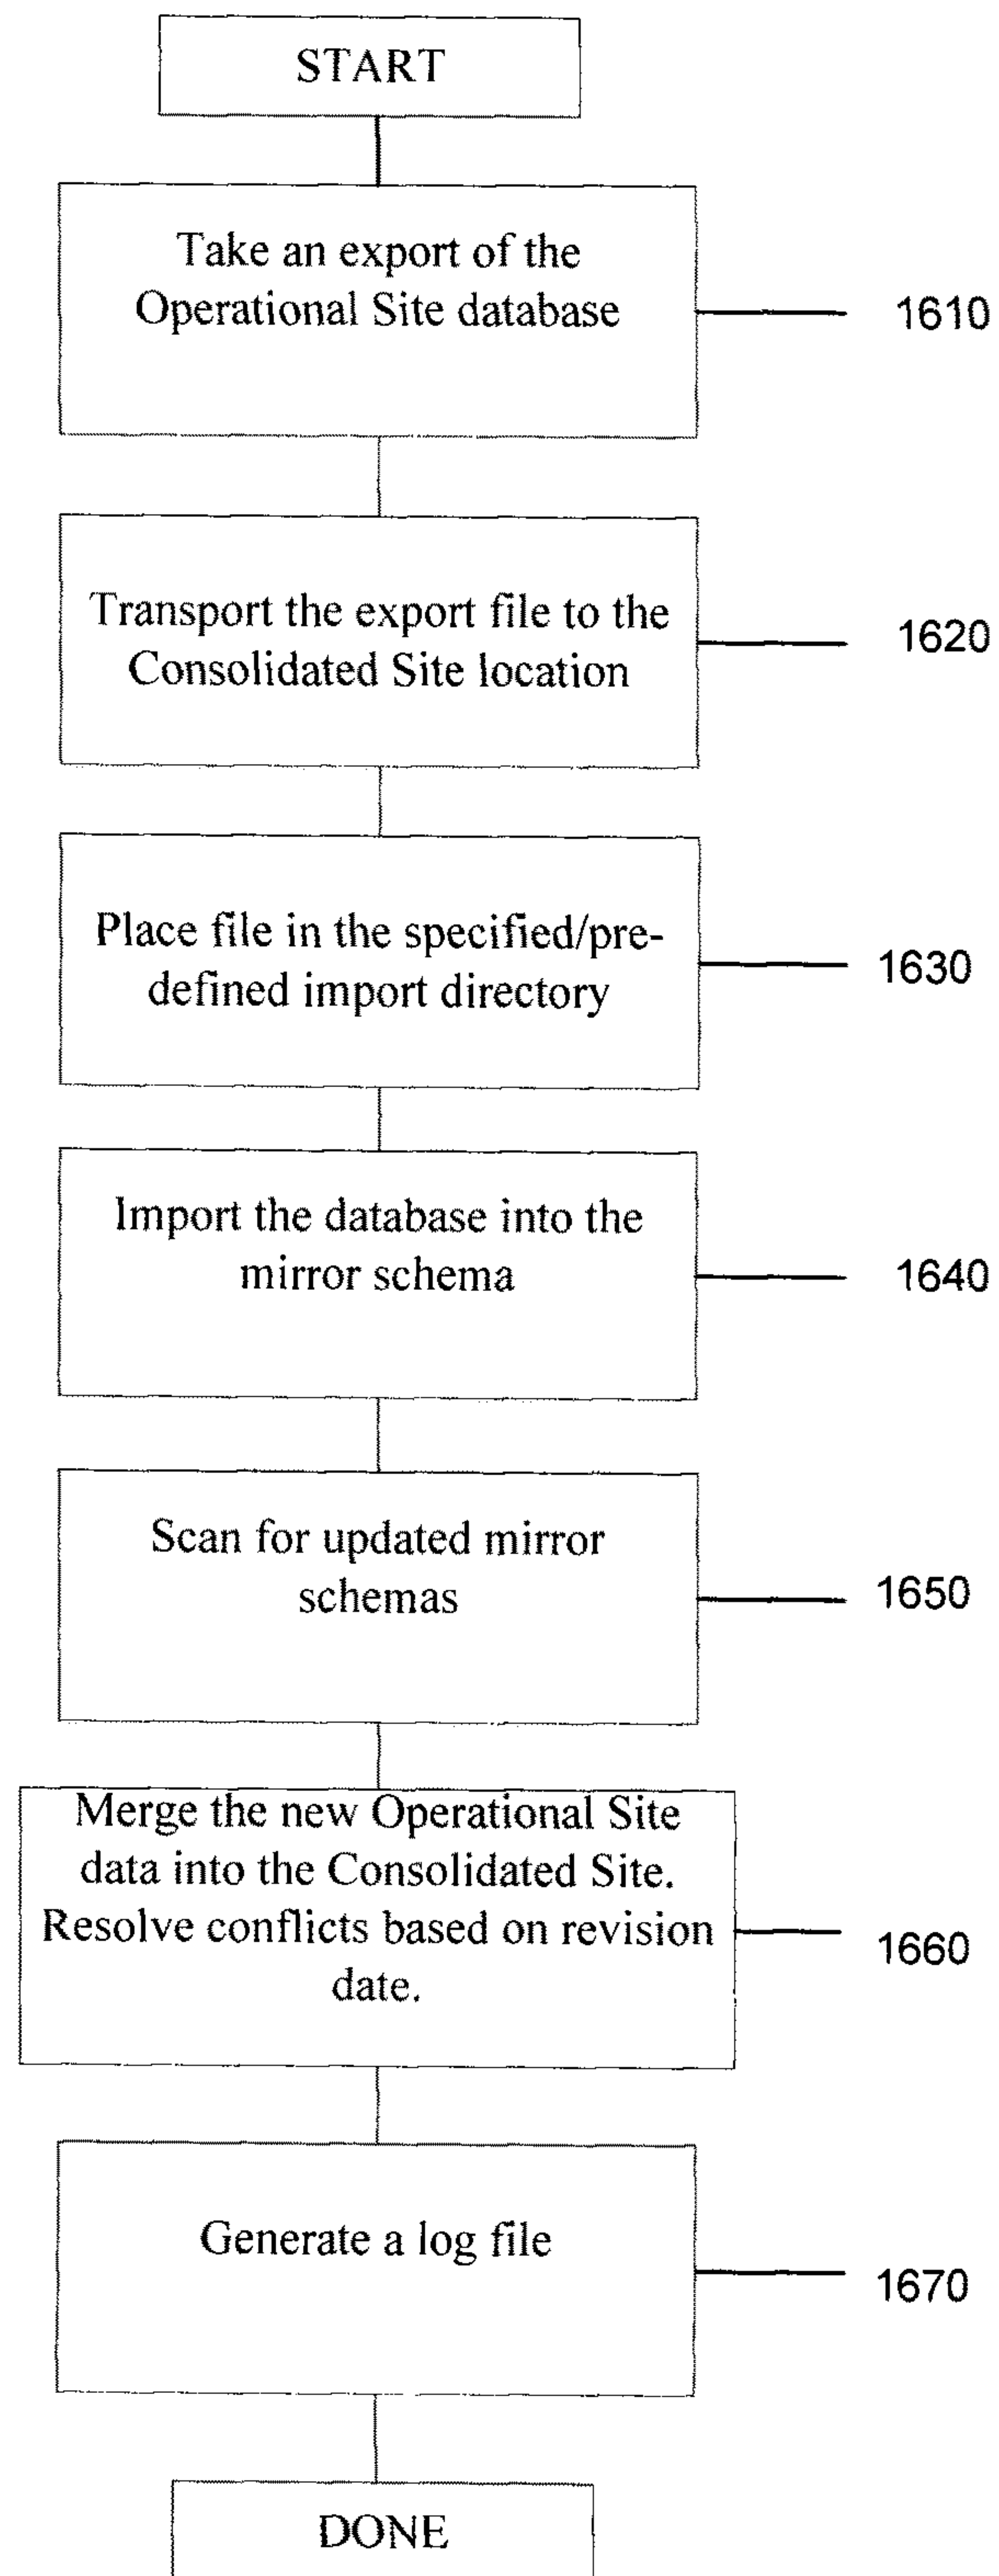 START
Take an export of the
Operational Site database
1610
Transport the export file to the
Consolidated Site location
1620
Place file in the specified/pre-
defined import directory
1630
Import the database into the
mirror schema
1640
Scan for updated mirror
schemas
1650
Merge the new Operational Site
data into the Consolidated Site.
Resolve conflicts based on revision
date.
1660
Generate a log file
1670
DONE